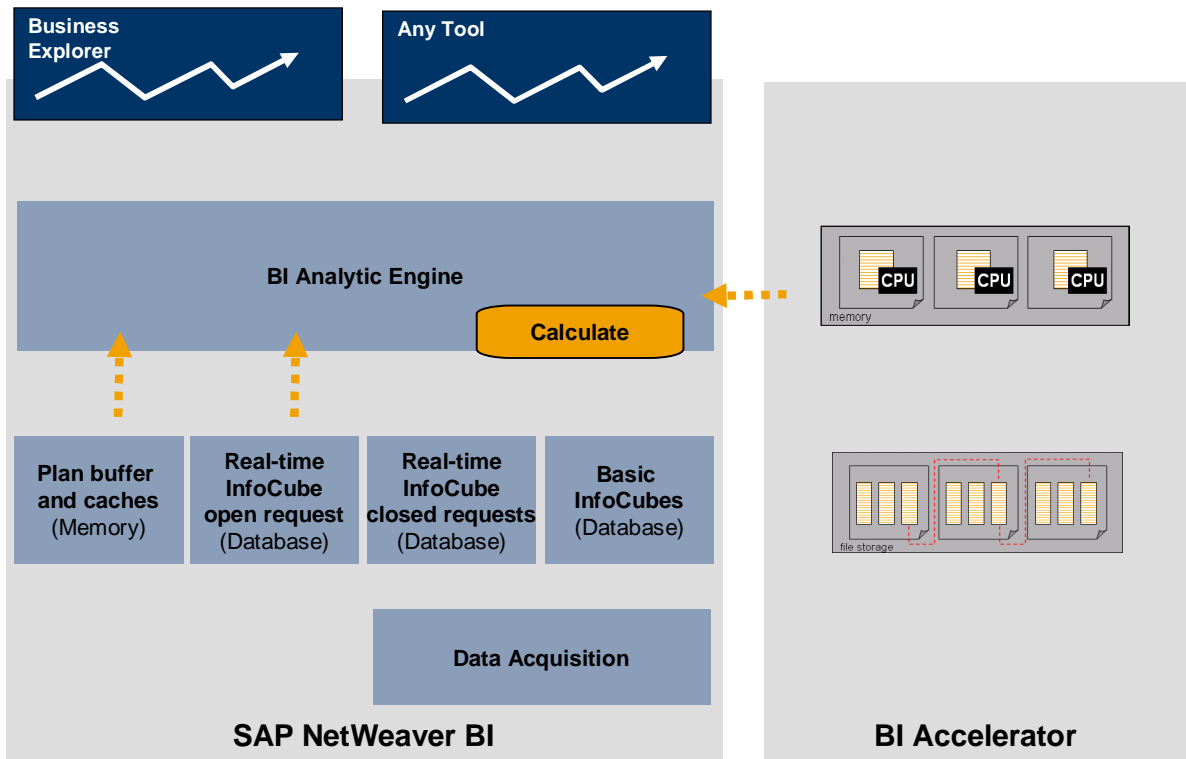 Business
Explorer
Any Tool
BI Analytic Engine
Calculate
CPU
CPU
CPU
memory
Plan buffer
and caches
(Memory)
Real-time
InfoCube
open request
(Database)
Real-time
InfoCube
closed requests
(Database)
Basic
InfoCubes
(Database)
file storage
Data Acquisition
SAP NetWeaver BI
BI Accelerator